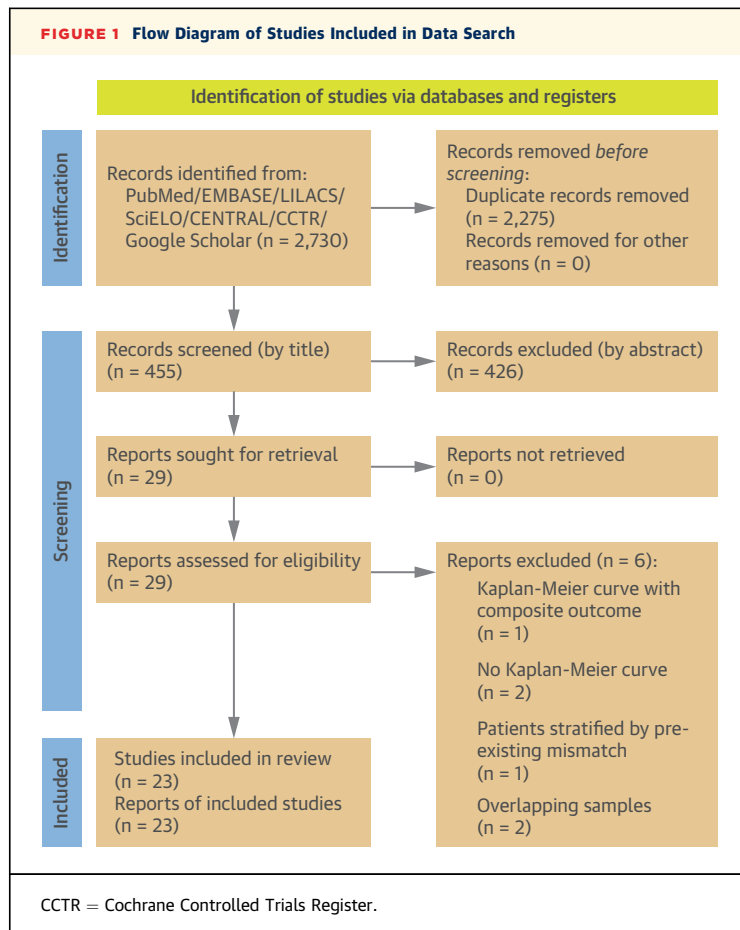 FIGURE 1 Flow Diagram of Studies Included in Data Search
Identification of studies via databases and registers
Identification
Records identified from:
PubMed/EMBASE/LILACS/
SciELO/CENTRAL/CCTR/
Google Scholar (n = 2,730)
Records removed before
screening:
Duplicate records removed
(n = 2,275)
Records removed for other
reasons (n = 0)
Screening
Records screened (by title)
(n = 455)
Records excluded (by abstract)
(n = 426)
Reports sought for retrieval
(n = 29)
Reports not retrieved
(n = 0)
Reports assessed for eligibility
(n = 29)
Reports excluded (n = 6):
Kaplan-Meier curve with
composite outcome
(n = 1)
No Kaplan-Meier curve
(n = 2)
Patients stratified by pre-
existing mismatch
(n = 1)
Overlapping samples
(n = 2)
Included
Studies included in review
(n = 23)
Reports of included studies
(n = 23)
CCTR = Cochrane Controlled Trials Register.